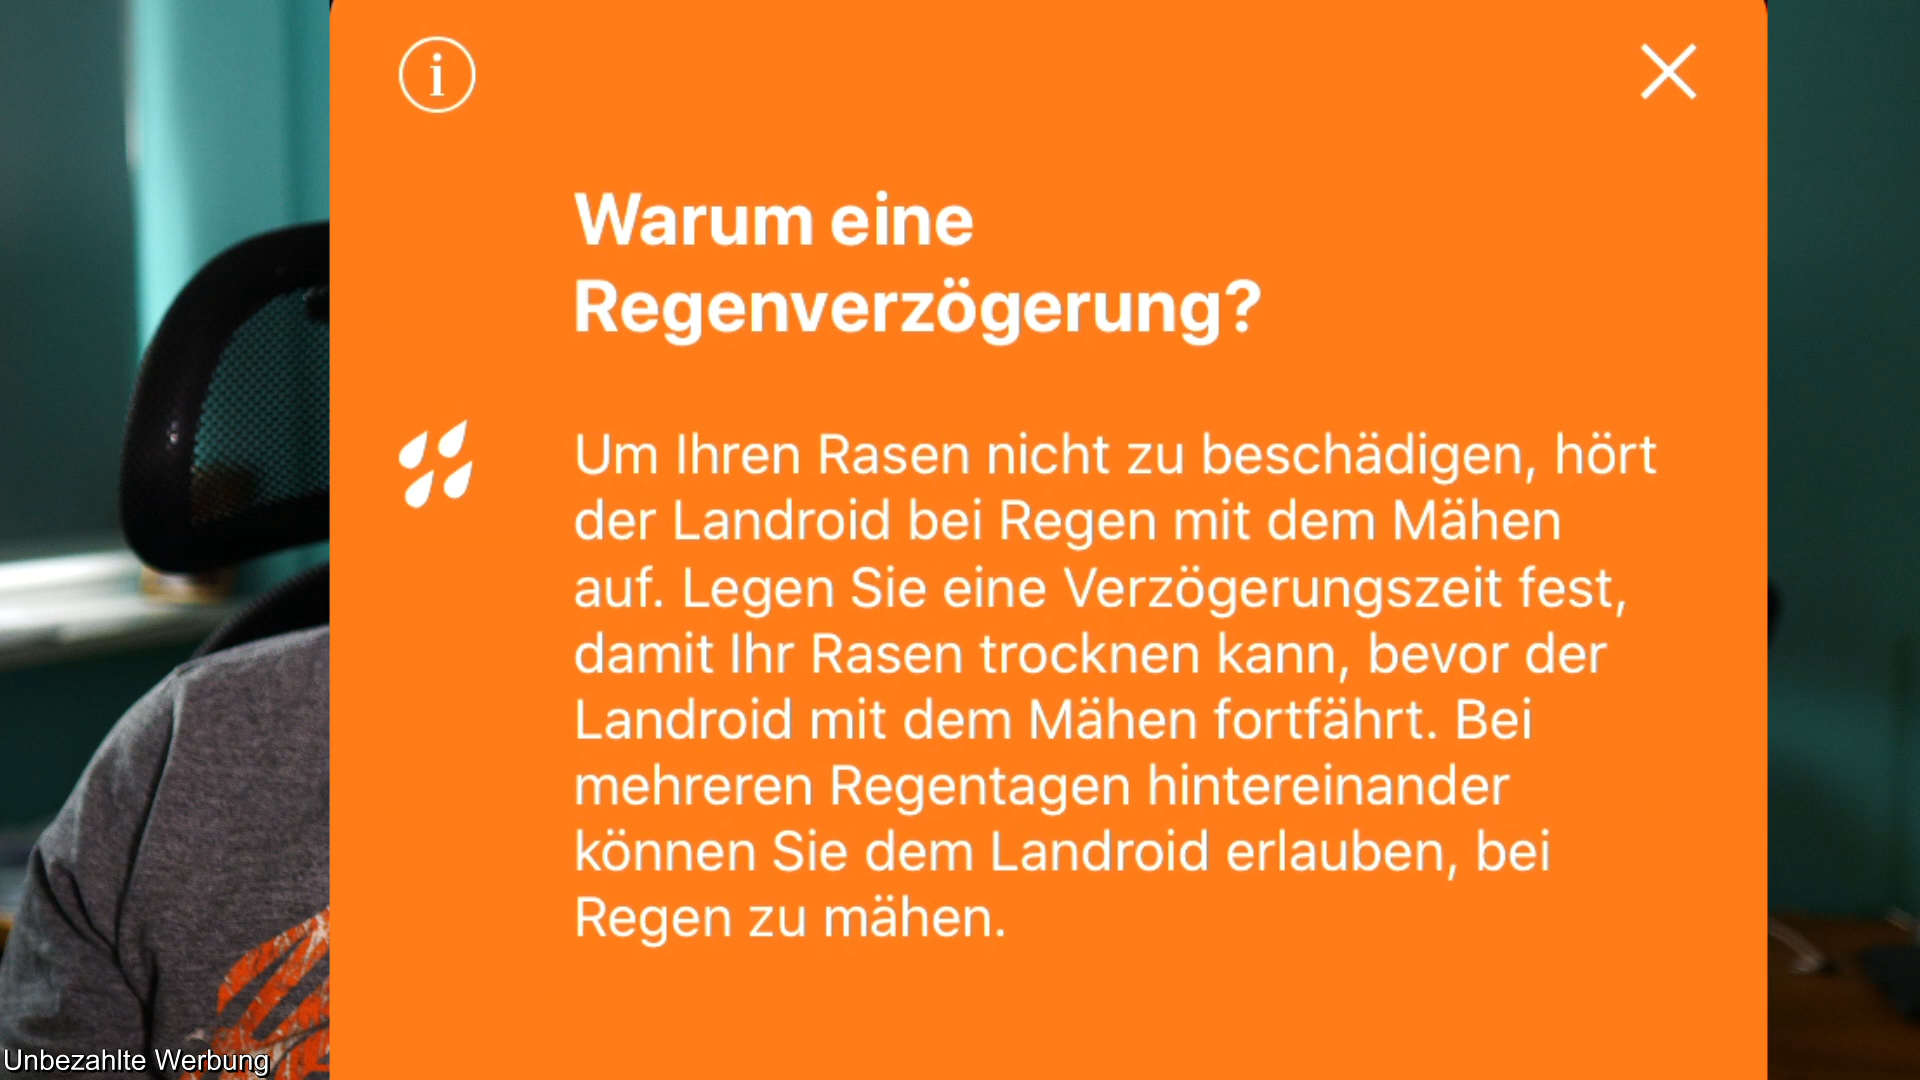 i
Warum eine
Regenverzögerung?
Um Ihren Rasen nicht zu beschädigen, hört
der Landroid bei Regen mit dem Mähen
auf. Legen Sie eine Verzögerungszeit fest,
damit Ihr Rasen trocknen kann, bevor der
Landroid mit dem Mähen fortfährt. Bei
mehreren Regentagen hintereinander
können Sie dem Landroid erlauben, bei
Regen zu mähen.
Unbezahlte Werbung